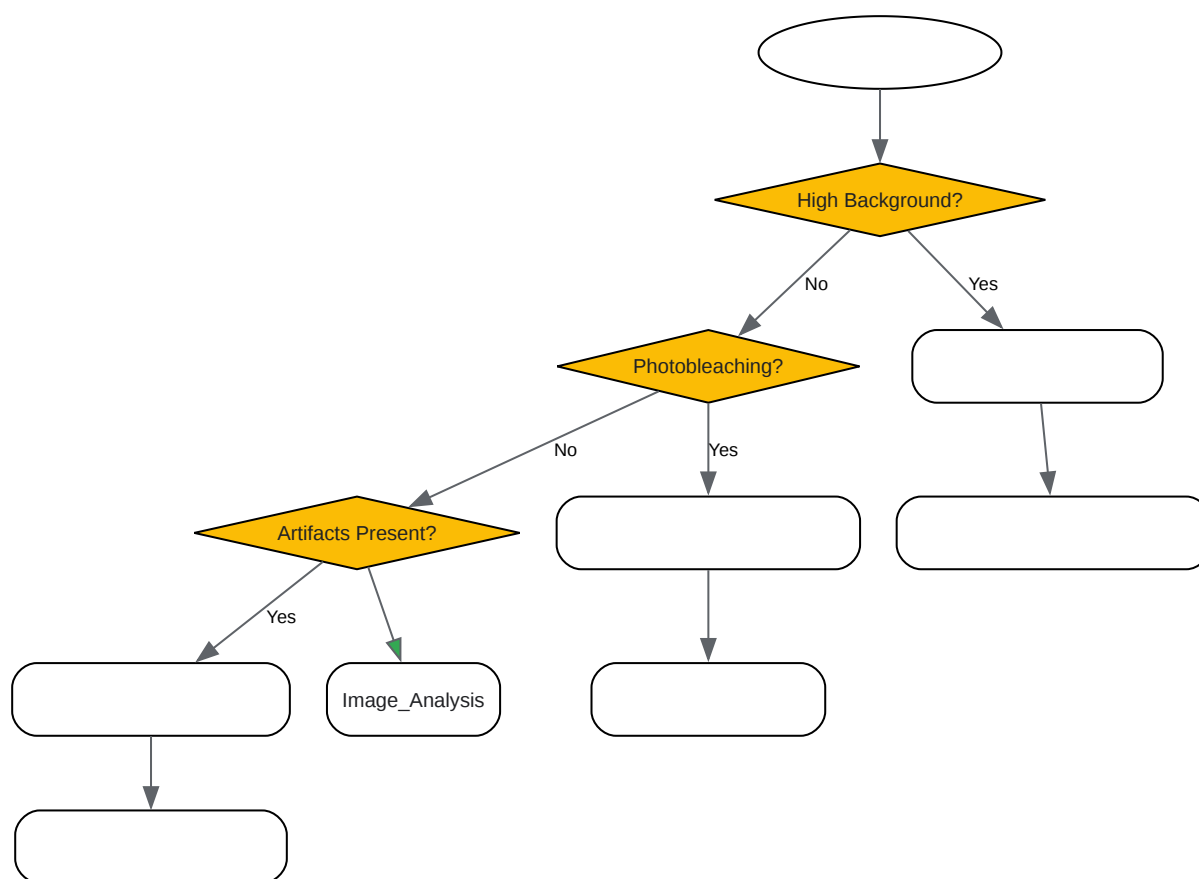 High Background?
No
Yes
Photobleaching?
No
Yes
Artifacts Present?
Yes
Image_Analysis